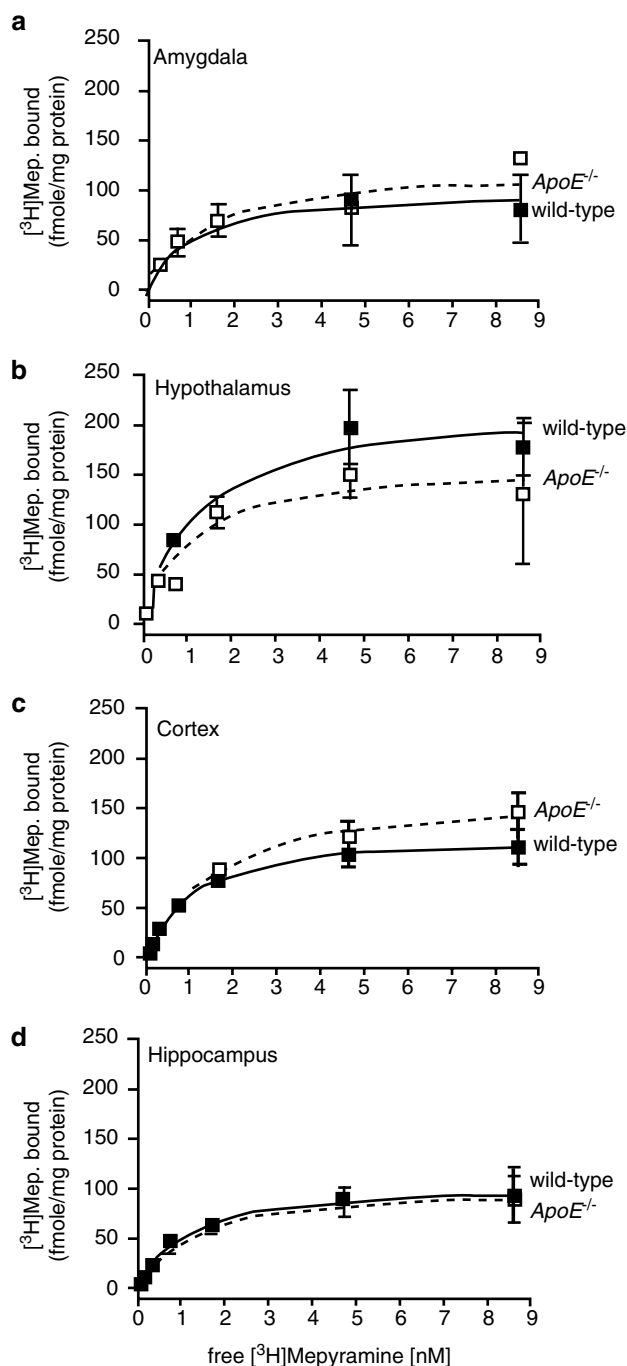 a
Amygdala
250
200
150
100
50
0
[³H]Mep. bound
(fmole/mg protein)
ApoE-/-
wild-type
0 1 2 3 4 5 6 7 8 9
b
Hypothalamus
250
200
150
100
50
0
[³H]Mep. bound
(fmole/mg protein)
wild-type
ApoE-/-
0 1 2 3 4 5 6 7 8 9
c
Cortex
250
200
150
100
50
0
[³H]Mep. bound
(fmole/mg protein)
ApoE-/-
wild-type
0 1 2 3 4 5 6 7 8 9
d
Hippocampus
250
200
150
100
50
0
[³H]Mep. bound
(fmole/mg protein)
wild-type
ApoE-/-
0 1 2 3 4 5 6 7 8 9
free [³H]Mepyramine [nM]